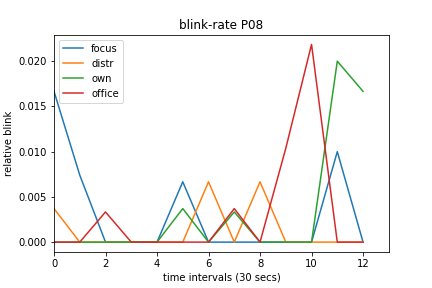 blink-rate P08
focus
distr
own
office
relative blink
0.020
0.015
0.010
0.005
0.000
0 2 4 6 8 10 12
time intervals (30 secs)